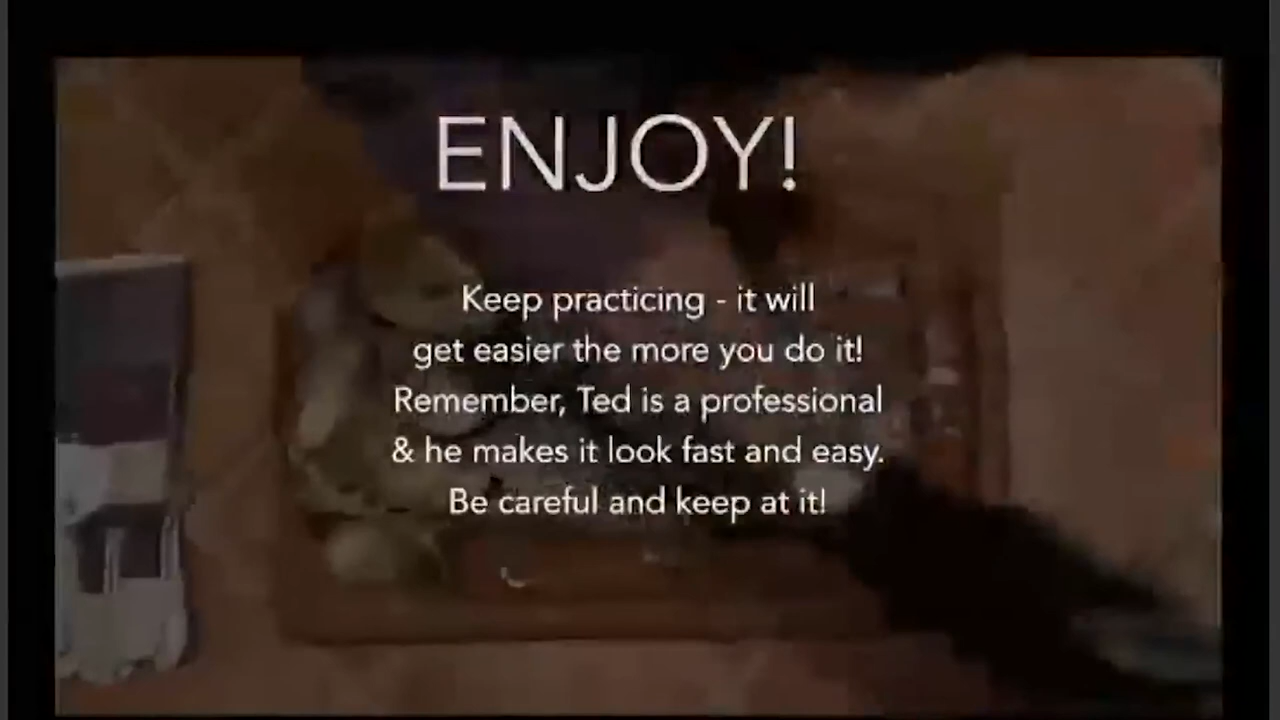 ENJOY!
Keep practicing - it will
get easier the more you do it!
Remember, Ted is a professional
& he makes it look fast and easy.
Be careful and keep at it!